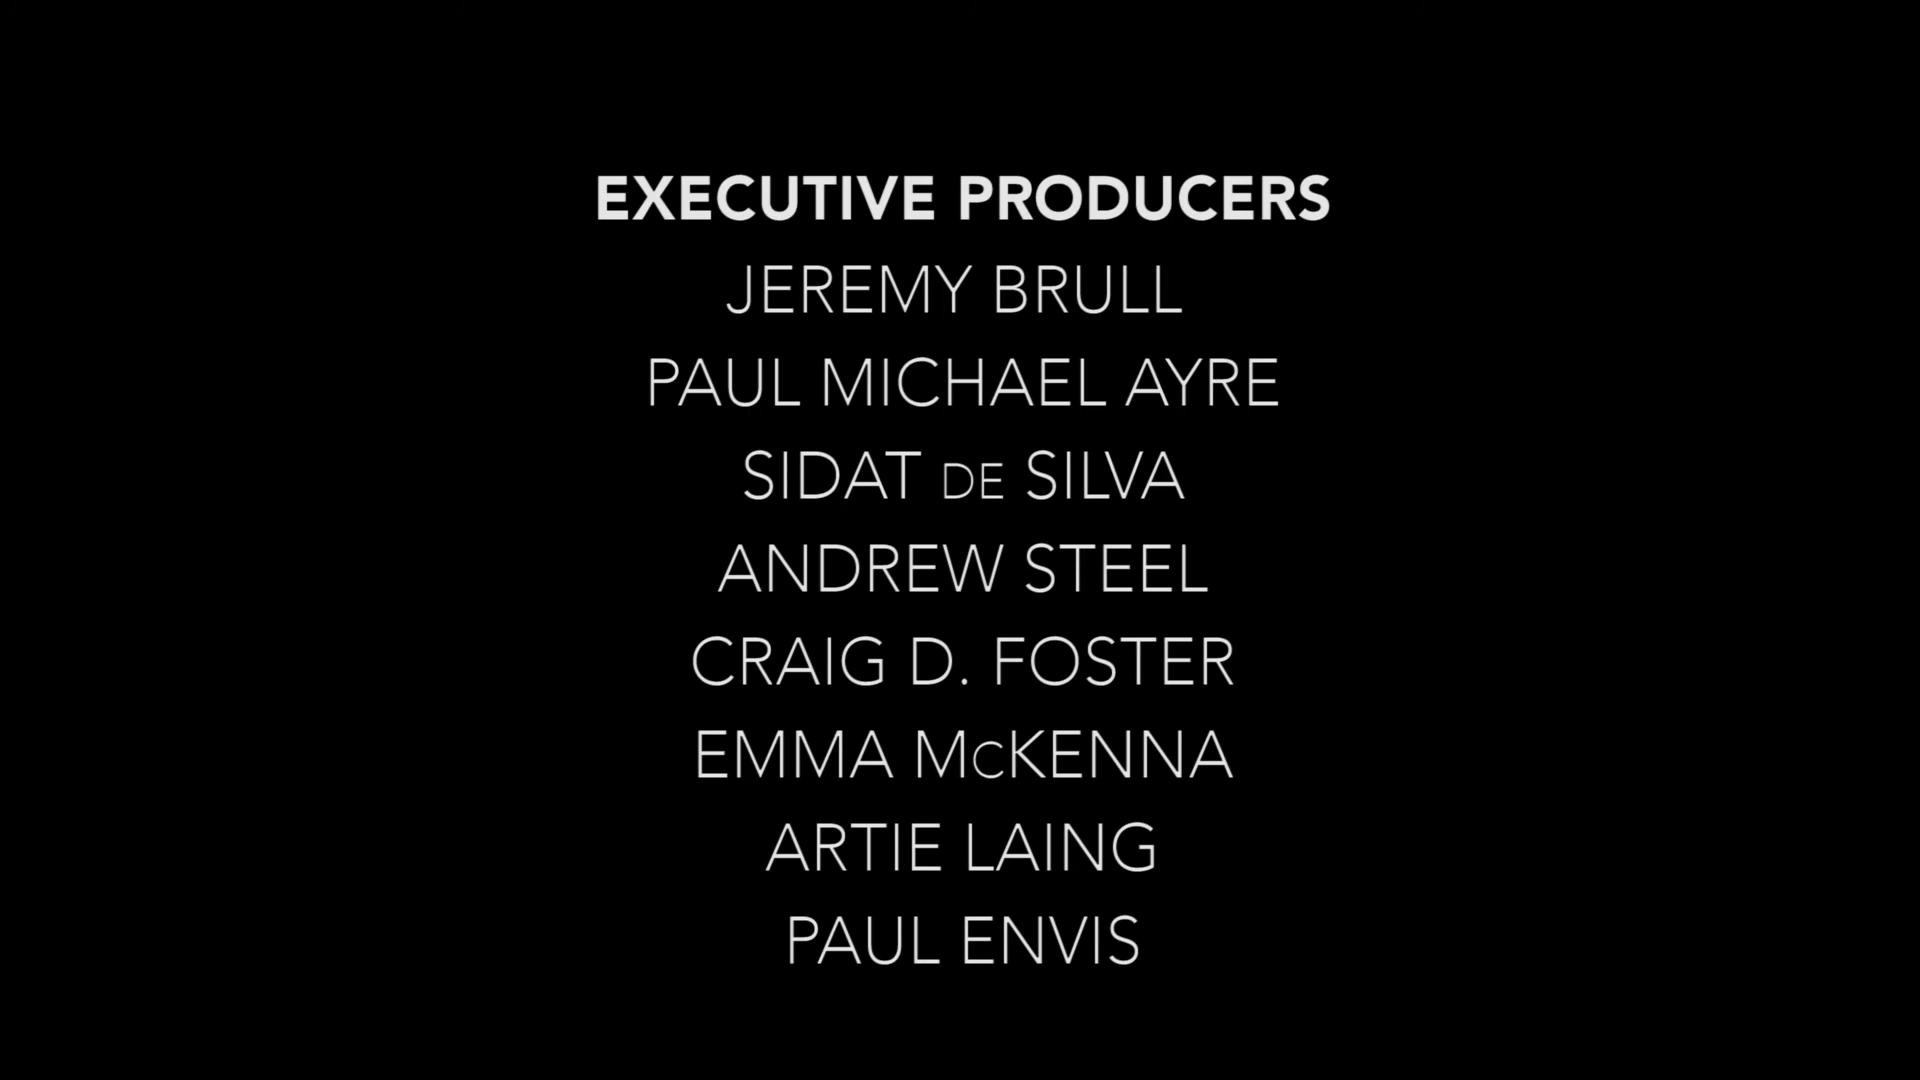 EXECUTIVE PRODUCERS
JEREMY BRULL
PAUL MICHAEL AYRE
SIDAT DE SILVA
ANDREW STEEL
CRAIG D. FOSTER
EMMA McKENNA
ARTIE LAING
PAUL ENVIS